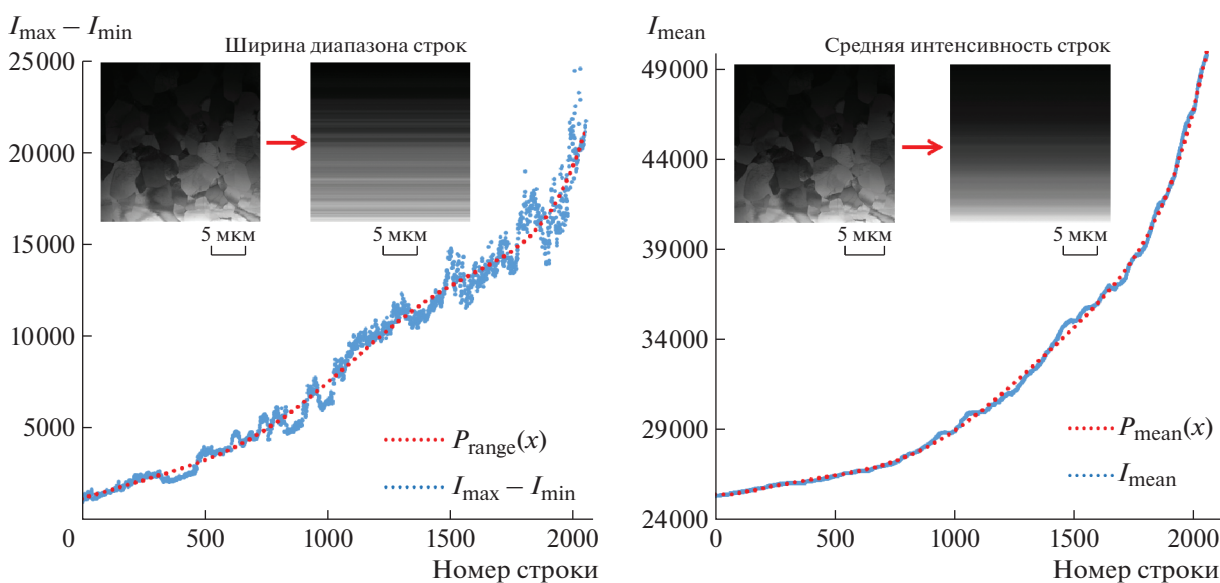 I_max – I_min
Ширина диапазона строк
25000
20000
15000
10000
5000
5 мкм
5 мкм
P_range(x)
I_max – I_min
0
500
1000
1500
2000
Номер строки
I_mean
Средняя интенсивность строк
49000
44000
39000
34000
29000
24000
5 мкм
5 мкм
P_mean(x)
I_mean
0
500
1000
1500
2000
Номер строки